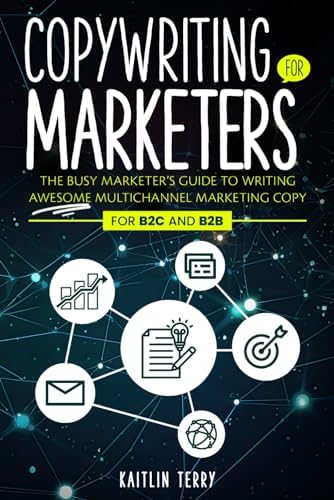 COPYWRITING
FOR
MARKETERS
THE BUSY MARKETER'S GUIDE TO WRITING
AWESOME MULTICHANNEL MARKETING COPY
FOR B2C AND B2B
KAITLIN TERRY